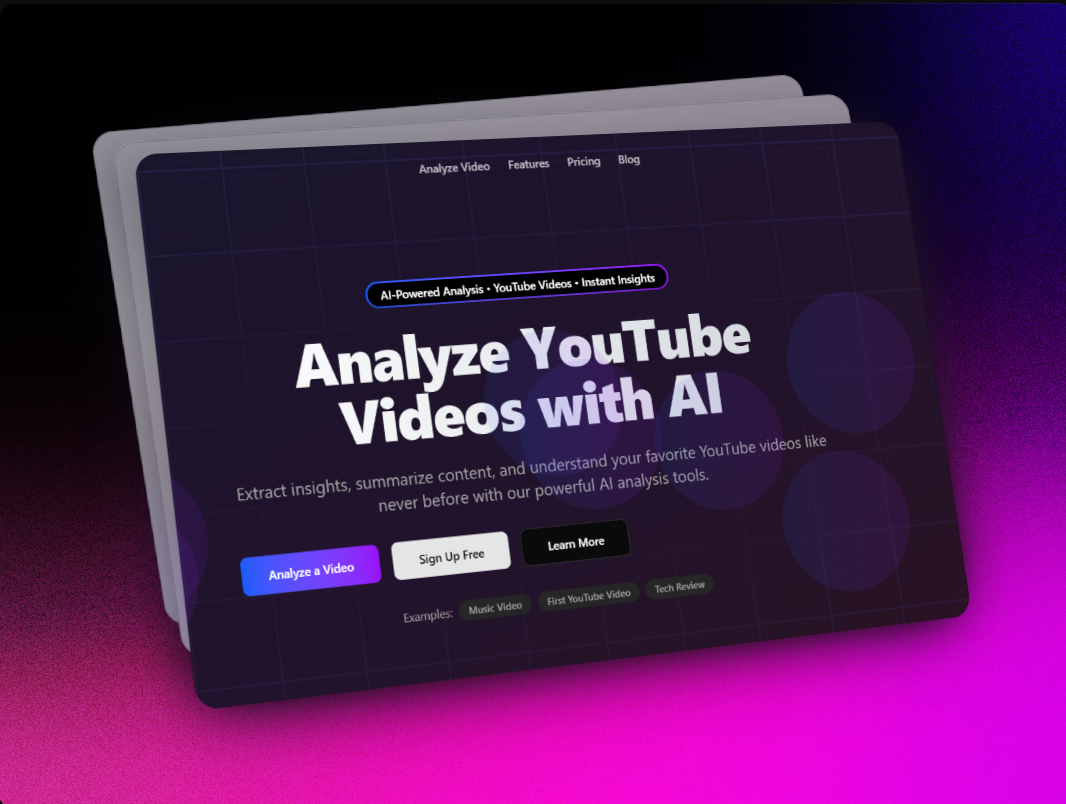 Analyze Video Features Pricing Blog
AI-Powered Analysis • YouTube Videos • Instant Insights
Analyze YouTube
Videos with AI
Extract insights, summarize content, and understand your favorite YouTube videos like
never before with our powerful AI analysis tools.
Analyze a Video Sign Up Free Learn More
Examples: Music Video First YouTube Video Tech Review